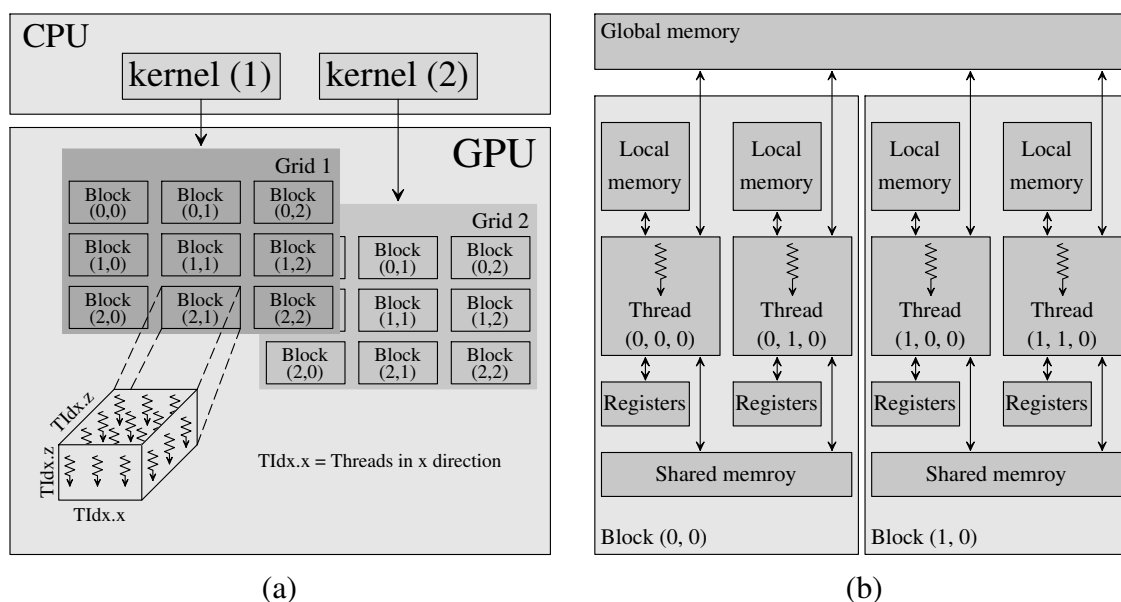 CPU
kernel (1)
kernel (2)
GPU
Grid 1
Block
(0,0)
Block
(0,1)
Block
(0,2)
Block
(1,0)
Block
(1,1)
Block
(1,2)
Block
(2,0)
Block
(2,1)
Block
(2,2)
Grid 2
Block
(0,1)
Block
(0,2)
Block
(1,1)
Block
(1,2)
Block
(2,0)
Block
(2,1)
Block
(2,2)
TIdx.z
TIdx.z
TIdx.x
TIdx.x = Threads in x direction
(a)
Global memory
Local
memory
Local
memory
Thread
(0, 0, 0)
Thread
(0, 1, 0)
Registers
Registers
Shared memroy
Block (0, 0)
Local
memory
Local
memory
Thread
(1, 0, 0)
Thread
(1, 1, 0)
Registers
Registers
Shared memroy
Block (1, 0)
(b)